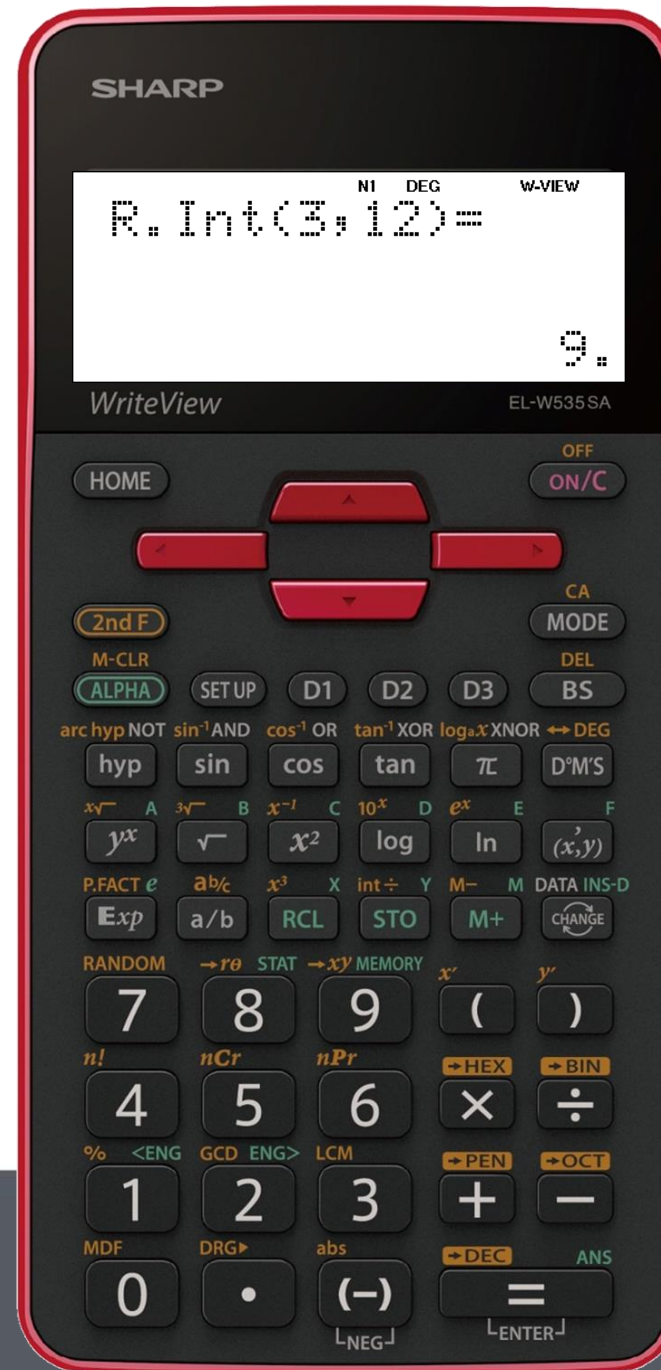 SHARP
N1 DEG W-VIEW
R.Int(3,12)=
9.
WriteView EL-W535SA
OFF
HOME ON/C
CA
2nd F MODE
M-CLR DEL
ALPHA SET UP D1 D2 D3 BS
arc hyp NOT sin⁻¹ AND cos⁻¹ OR tan⁻¹ XOR logₐx XNOR ↔DEG
hyp sin cos tan π D°M'S
ˣ√ A ³√ B x⁻¹ C 10ˣ D eˣ E F
yˣ √ x² log ln (x,y)
P.FACT e ab/c x³ X int÷ Y M− M DATA INS-D
Exp a/b RCL STO M+ CHANGE
RANDOM →rθ STAT →xy MEMORY x′ y′
7 8 9 ( )
n! nCr nPr →HEX →BIN
4 5 6 × ÷
% <ENG GCD ENG> LCM →PEN →OCT
1 2 3 + −
MDF DRG▶ abs →DEC ANS
0 • (−) =
NEG ENTER